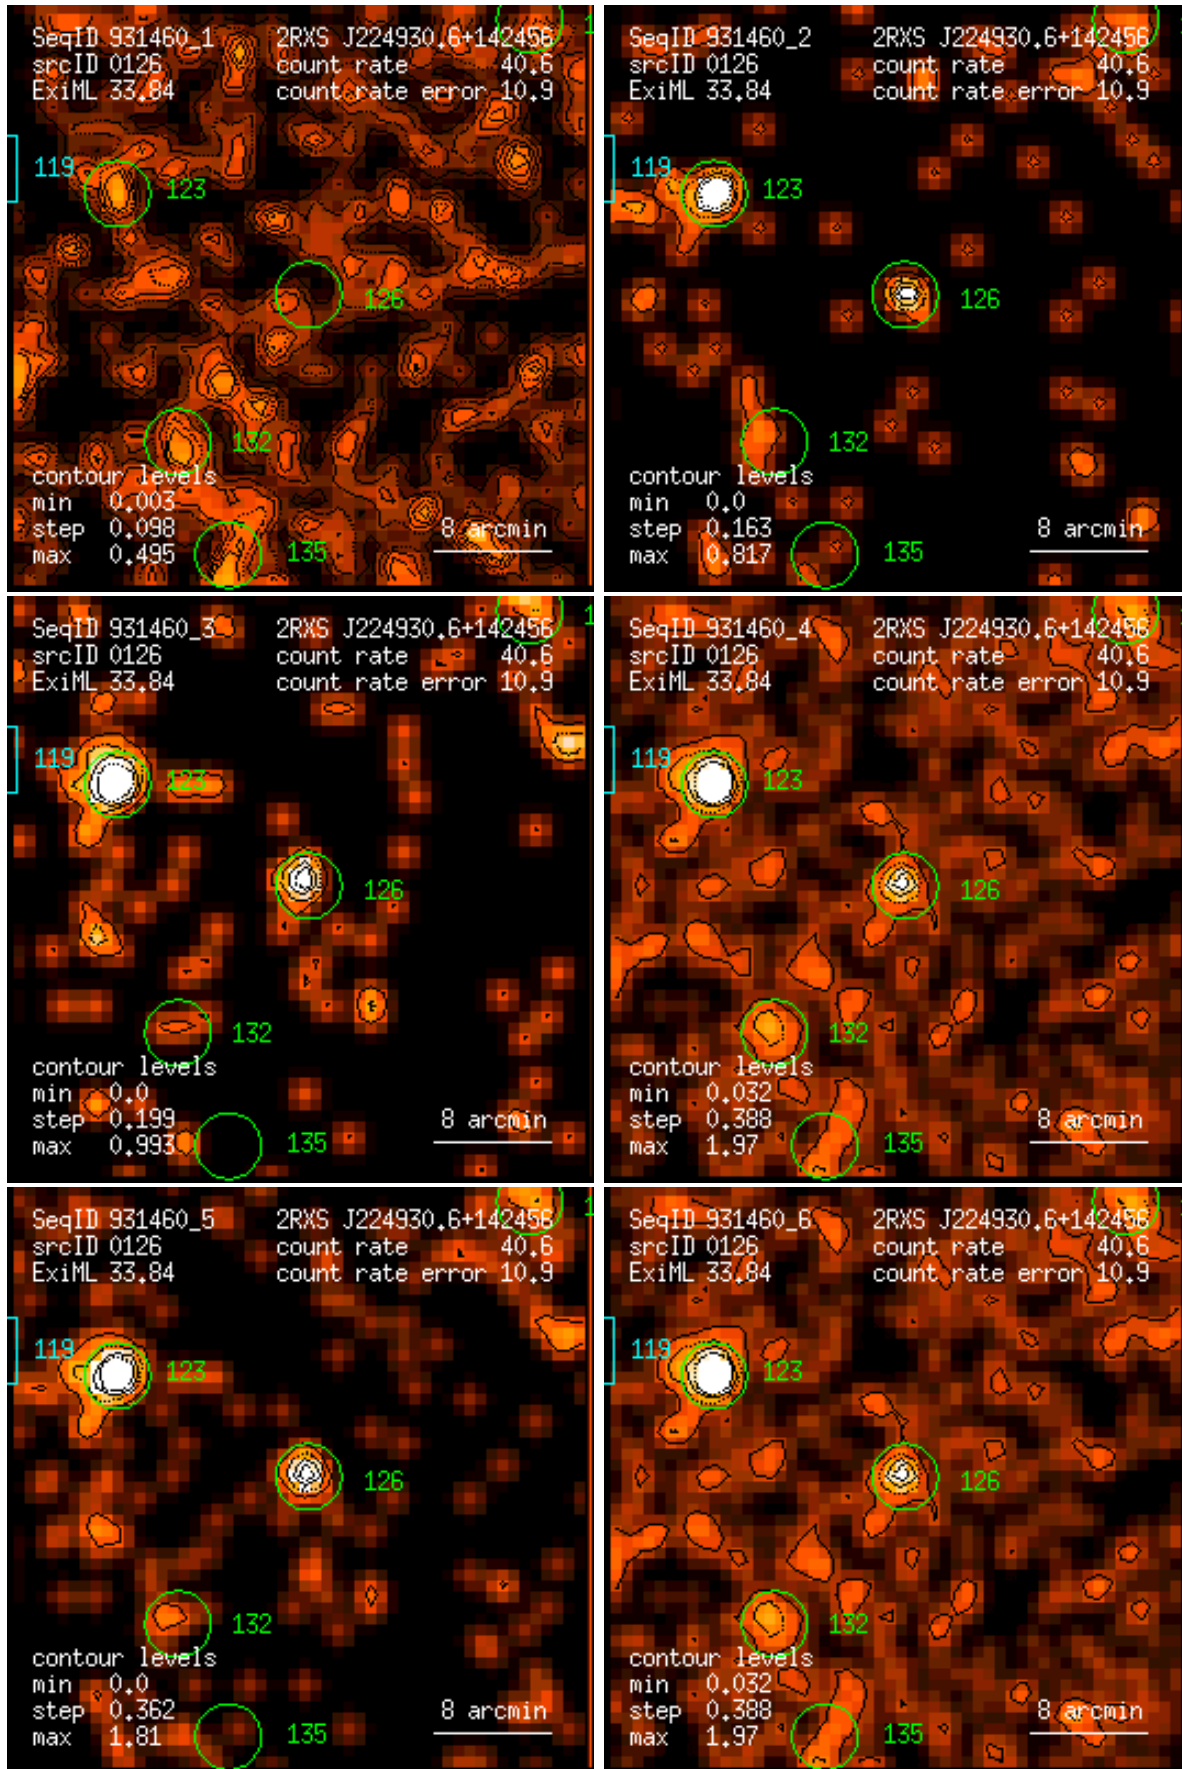 SeqID 931460_1 2RXS J224930.6+142456
srcID 0126 count rate 40.6
ExiML 33.84 count rate error 10.9
119
123
126
132
contour levels
min 0.003
step 0.098 8 arcmin
max 0.495
135
SeqID 931460_2 2RXS J224930.6+142456
srcID 0126 count rate 40.6
ExiML 33.84 count rate error 10.9
119
123
126
132
contour levels
min 0.0
step 0.163 8 arcmin
max 0.817
135
SeqID 931460_3 2RXS J224930.6+142456
srcID 0126 count rate 40.6
ExiML 33.84 count rate error 10.9
119
123
126
132
contour levels
min 0.0
step 0.199 8 arcmin
max 0.993
135
SeqID 931460_4 2RXS J224930.6+142456
srcID 0126 count rate 40.6
ExiML 33.84 count rate error 10.9
119
123
126
132
contour levels
min 0.032
step 0.388 8 arcmin
max 1.97
135
SeqID 931460_5 2RXS J224930.6+142456
srcID 0126 count rate 40.6
ExiML 33.84 count rate error 10.9
119
123
126
132
contour levels
min 0.0
step 0.362 8 arcmin
max 1.81
135
SeqID 931460_6 2RXS J224930.6+142456
srcID 0126 count rate 40.6
ExiML 33.84 count rate error 10.9
119
123
126
132
contour levels
min 0.032
step 0.388 8 arcmin
max 1.97
135